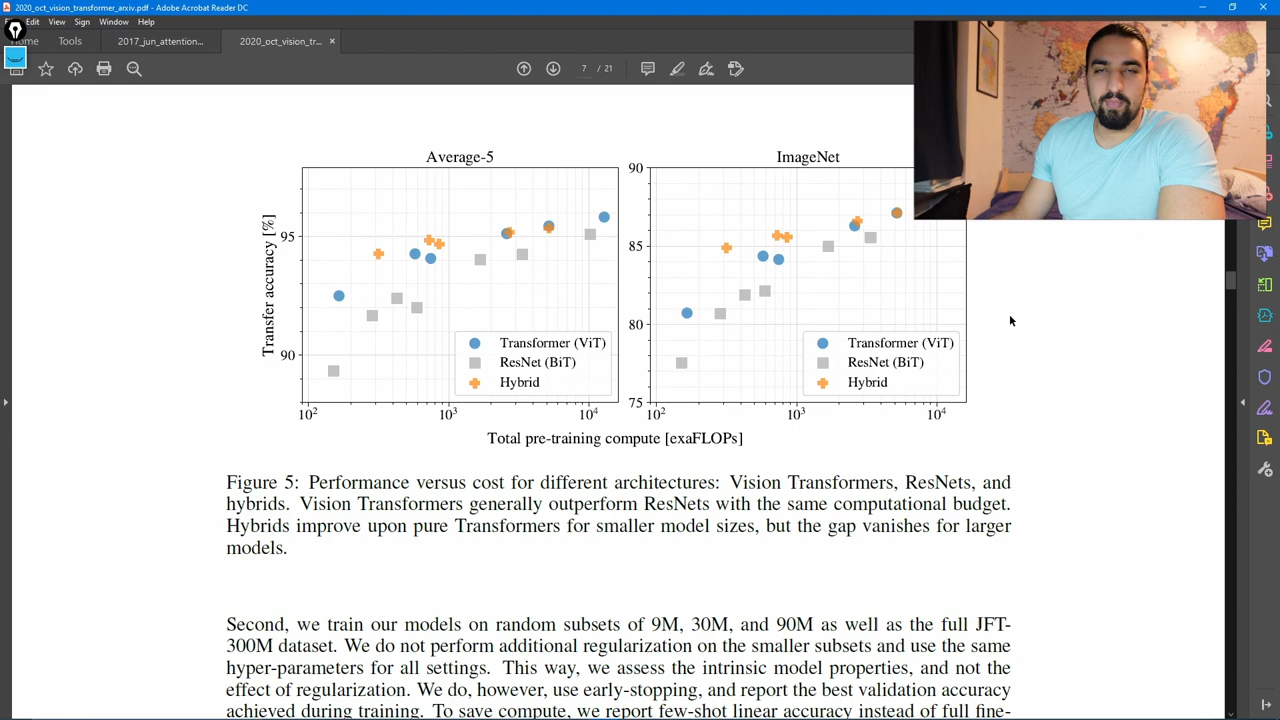 2020_oct_vision_transformer_arxiv.pdf - Adobe Acrobat Reader DC
Edit View Sign Window Help
Home Tools 2017_jun_attention... 2020_oct_vision_tr... ×
7 / 21
Average-5
ImageNet
Transfer accuracy [%]
95
90
90
85
80
75
Transformer (ViT)
ResNet (BiT)
Hybrid
Transformer (ViT)
ResNet (BiT)
Hybrid
10² 10³ 10⁴
10² 10³ 10⁴
Total pre-training compute [exaFLOPs]
Figure 5: Performance versus cost for different architectures: Vision Transformers, ResNets, and
hybrids. Vision Transformers generally outperform ResNets with the same computational budget.
Hybrids improve upon pure Transformers for smaller model sizes, but the gap vanishes for larger
models.
Second, we train our models on random subsets of 9M, 30M, and 90M as well as the full JFT-
300M dataset. We do not perform additional regularization on the smaller subsets and use the same
hyper-parameters for all settings. This way, we assess the intrinsic model properties, and not the
effect of regularization. We do, however, use early-stopping, and report the best validation accuracy
achieved during training. To save compute, we report few-shot linear accuracy instead of full fine-